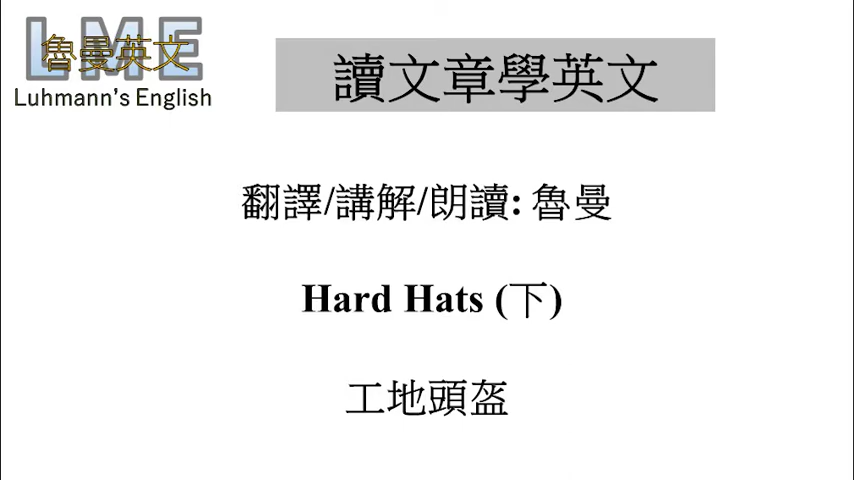 LME
魯曼英文
Luhmann's English
讀文章學英文
翻譯/講解/朗讀: 魯曼
Hard Hats (下)
工地頭盔